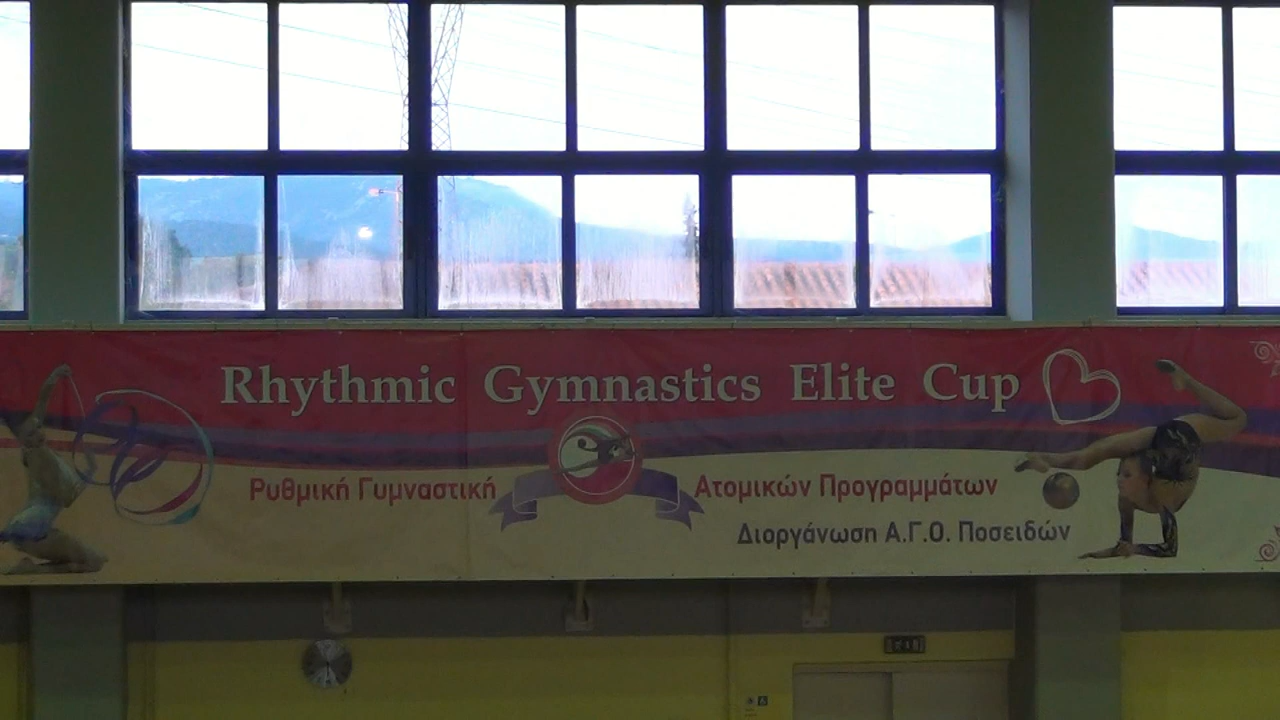 Rhythmic Gymnastics Elite Cup
Ρυθμική Γυμναστική Ατομικών Προγραμμάτων
Διοργάνωση Α.Γ.Ο. Ποσειδών